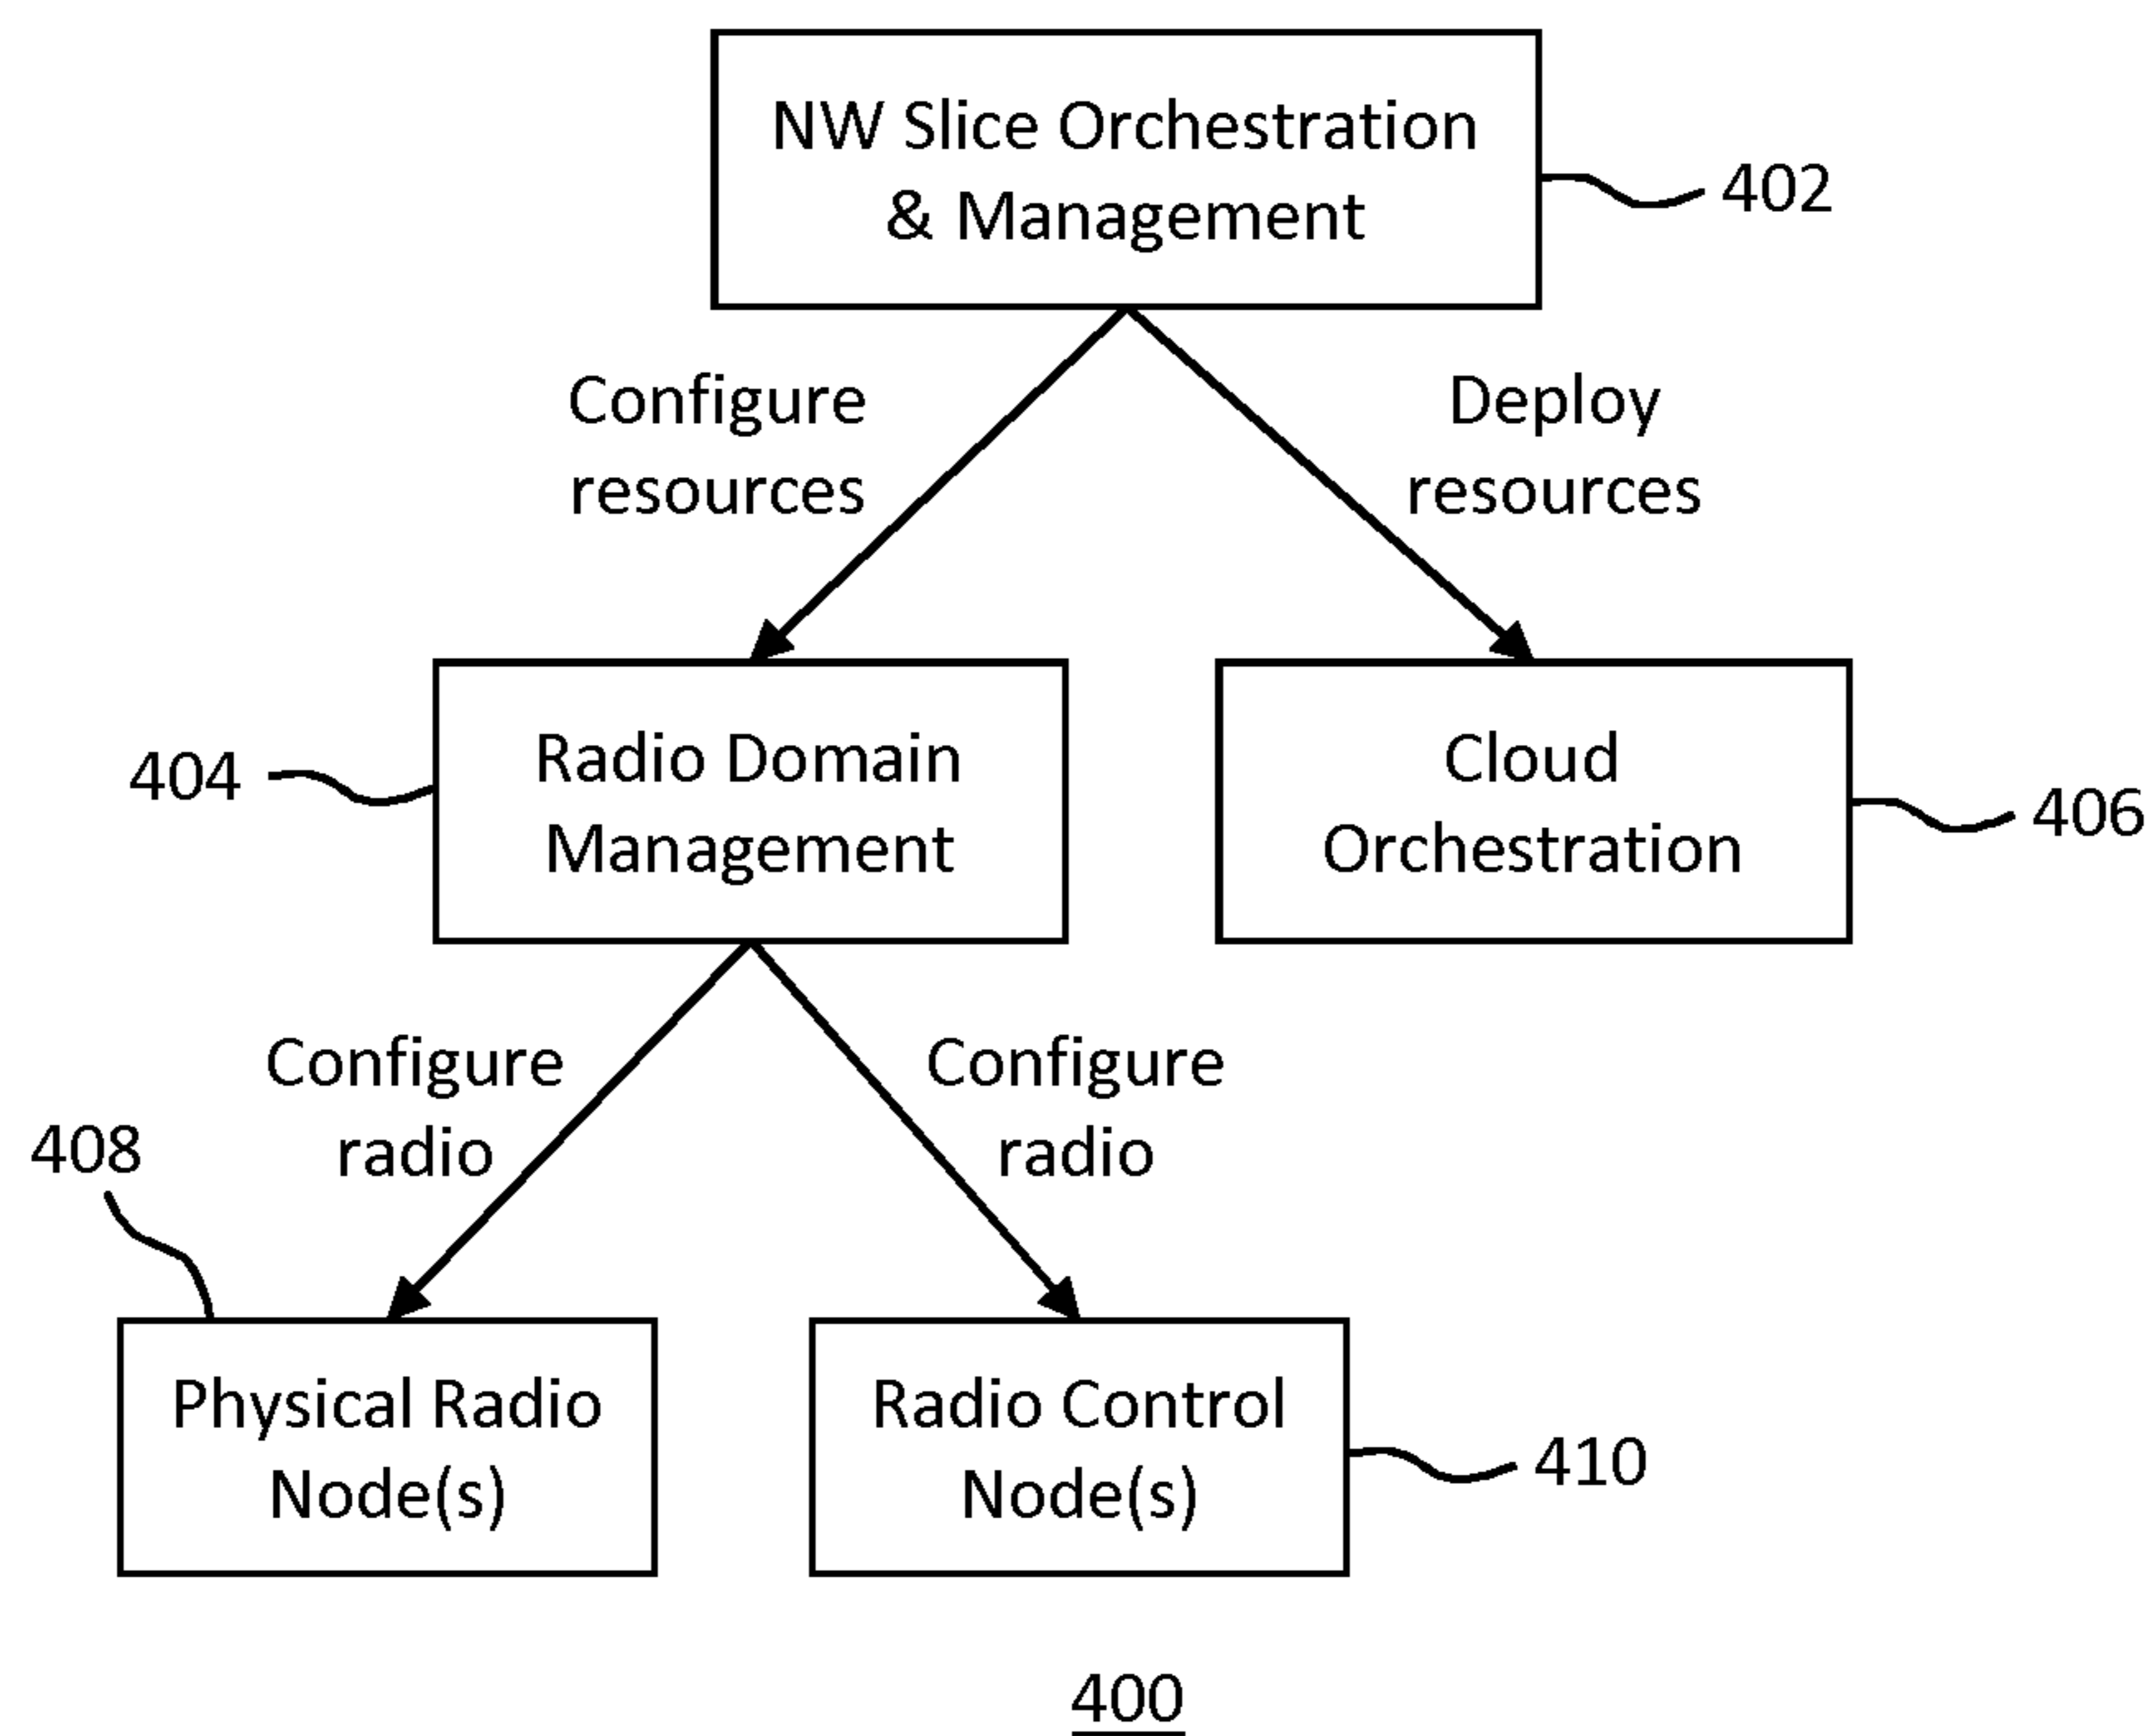 NW Slice Orchestration
& Management
402
Configure
resources
Deploy
resources
404
Radio Domain
Management
Cloud
Orchestration
406
Configure
radio
Configure
radio
408
Physical Radio
Node(s)
Radio Control
Node(s)
410
400